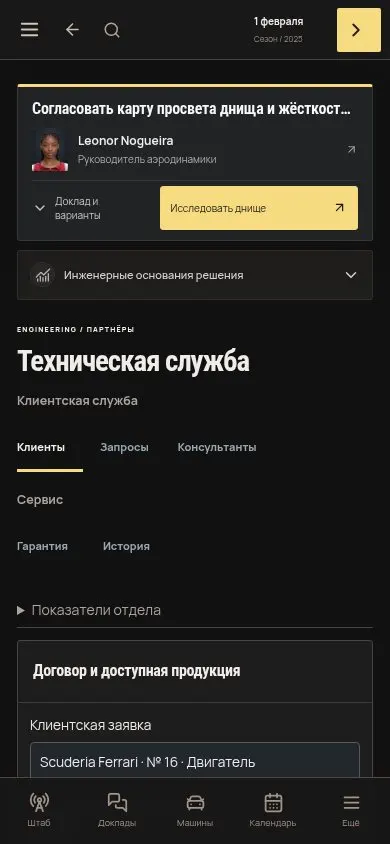 1 февраля
Сезон / 2025
Согласовать карту просвета днища и жёсткост…
Leonor Nogueira
Руководитель аэродинамики
Доклад и
варианты
Исследовать днище
Инженерные основания решения
ENGINEERING / ПАРТНЁРЫ
Техническая служба
Клиентская служба
Клиенты Запросы Консультанты
Сервис
Гарантия История
Показатели отдела
Договор и доступная продукция
Клиентская заявка
Scuderia Ferrari · № 16 · Двигатель
Штаб Доклады Машины Календарь Ещё